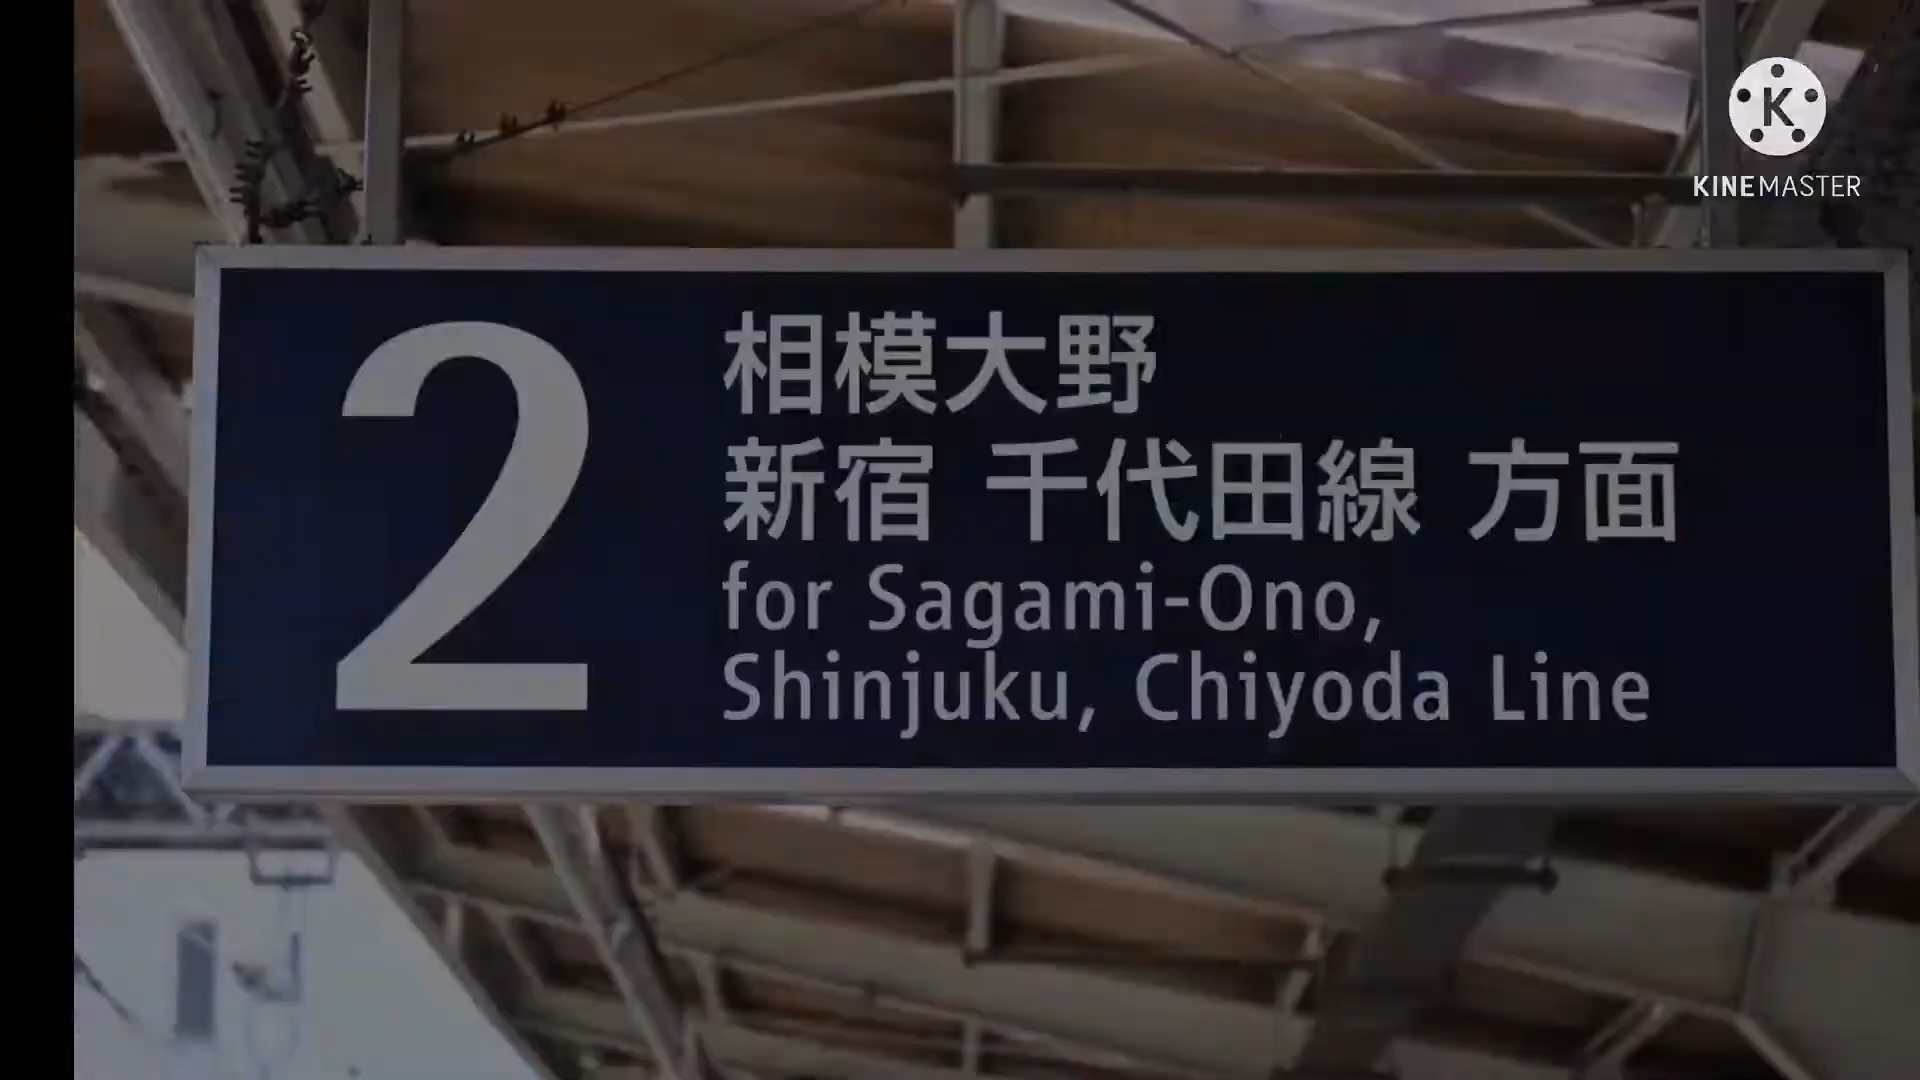 K
KINEMASTER
2
相模大野
新宿 千代田線 方面
for Sagami-Ono,
Shinjuku, Chiyoda Line